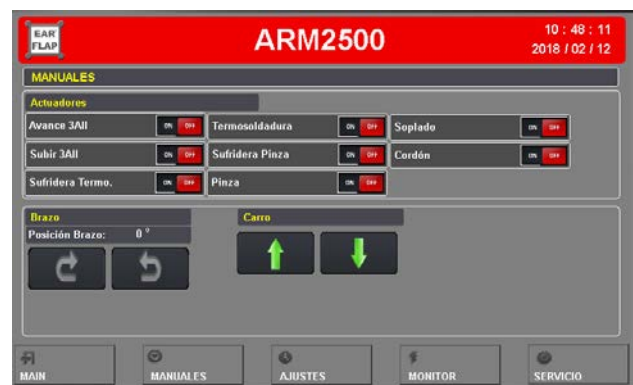 EAR
FLAP
ARM2500
10 : 48 : 11
2018 / 02 / 12
MANUALES
Actuadores
Avance 3All ON OFF Termosoldadura ON OFF Soplado ON OFF
Subir 3All ON OFF Sufridera Pinza ON OFF Cordón ON OFF
Sufridera Termo. ON OFF Pinza ON OFF
Brazo Carro
Posición Brazo: 0 °
MAIN MANUALES AJUSTES MONITOR SERVICIO